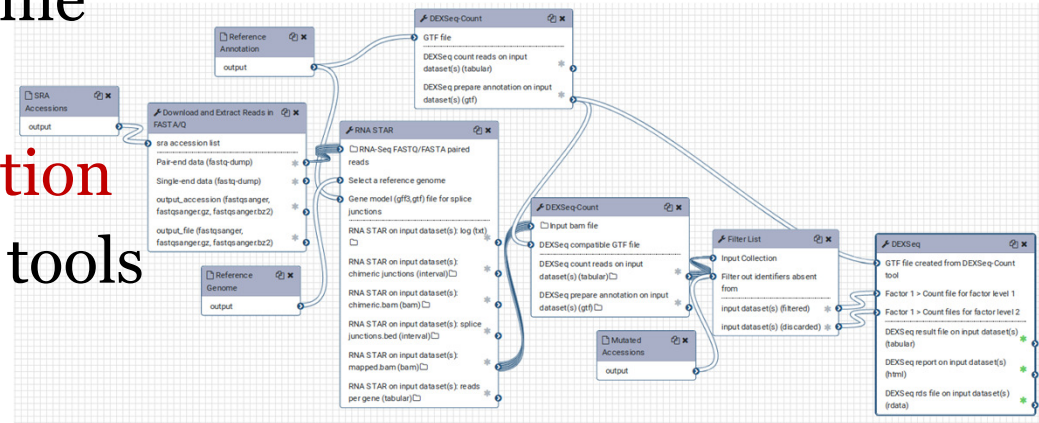 tion
tools
Reference
Annotation
output
SRA
Accessions
output
Download and Extract Reads in
FASTA/Q
sra accession list
Pair-end data (fastq-dump)
Single-end data (fastq-dump)
output_accession (fastqsanger,
fastqsanger.gz, fastqsanger.bz2)
output_file (fastqsanger,
fastqsanger.gz, fastqsanger.bz2)
Reference
Genome
output
RNA STAR
RNA-Seq FASTQ/FASTA paired
reads
Select a reference genome
Gene model (gff3,gtf) file for splice
junctions
RNA STAR on input dataset(s): log (txt)
RNA STAR on input dataset(s):
chimeric junctions (interval)
RNA STAR on input dataset(s):
chimeric.bam (bam)
RNA STAR on input dataset(s): splice
junctions.bed (interval)
RNA STAR on input dataset(s):
mapped.bam (bam)
RNA STAR on input dataset(s): reads
per gene (tabular)
DEXSeq-Count
GTF file
DEXSeq count reads on input
dataset(s) (tabular)
DEXSeq prepare annotation on input
dataset(s) (gtf)
DEXSeq-Count
Input bam file
DEXSeq compatible GTF file
DEXSeq count reads on input
dataset(s) (tabular)
DEXSeq prepare annotation on input
dataset(s) (gtf)
Mutated
Accessions
output
Filter List
Input Collection
Filter out identifiers absent
from
input dataset(s) (filtered)
input dataset(s) (discarded)
DEXSeq
GTF file created from DEXSeq-Count
tool
Factor 1 > Count file for factor level 1
Factor 1 > Count files for factor level 2
DEXSeq result file on input dataset(s)
(tabular)
DEXSeq report on input dataset(s)
(html)
DEXSeq rds file on input dataset(s)
(rdata)